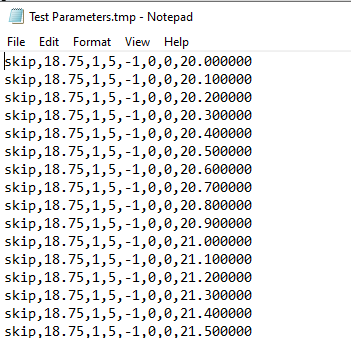 Test Parameters.tmp - Notepad
File Edit Format View Help
skip,18.75,1,5,-1,0,0,20.000000
skip,18.75,1,5,-1,0,0,20.100000
skip,18.75,1,5,-1,0,0,20.200000
skip,18.75,1,5,-1,0,0,20.300000
skip,18.75,1,5,-1,0,0,20.400000
skip,18.75,1,5,-1,0,0,20.500000
skip,18.75,1,5,-1,0,0,20.600000
skip,18.75,1,5,-1,0,0,20.700000
skip,18.75,1,5,-1,0,0,20.800000
skip,18.75,1,5,-1,0,0,20.900000
skip,18.75,1,5,-1,0,0,21.000000
skip,18.75,1,5,-1,0,0,21.100000
skip,18.75,1,5,-1,0,0,21.200000
skip,18.75,1,5,-1,0,0,21.300000
skip,18.75,1,5,-1,0,0,21.400000
skip,18.75,1,5,-1,0,0,21.500000